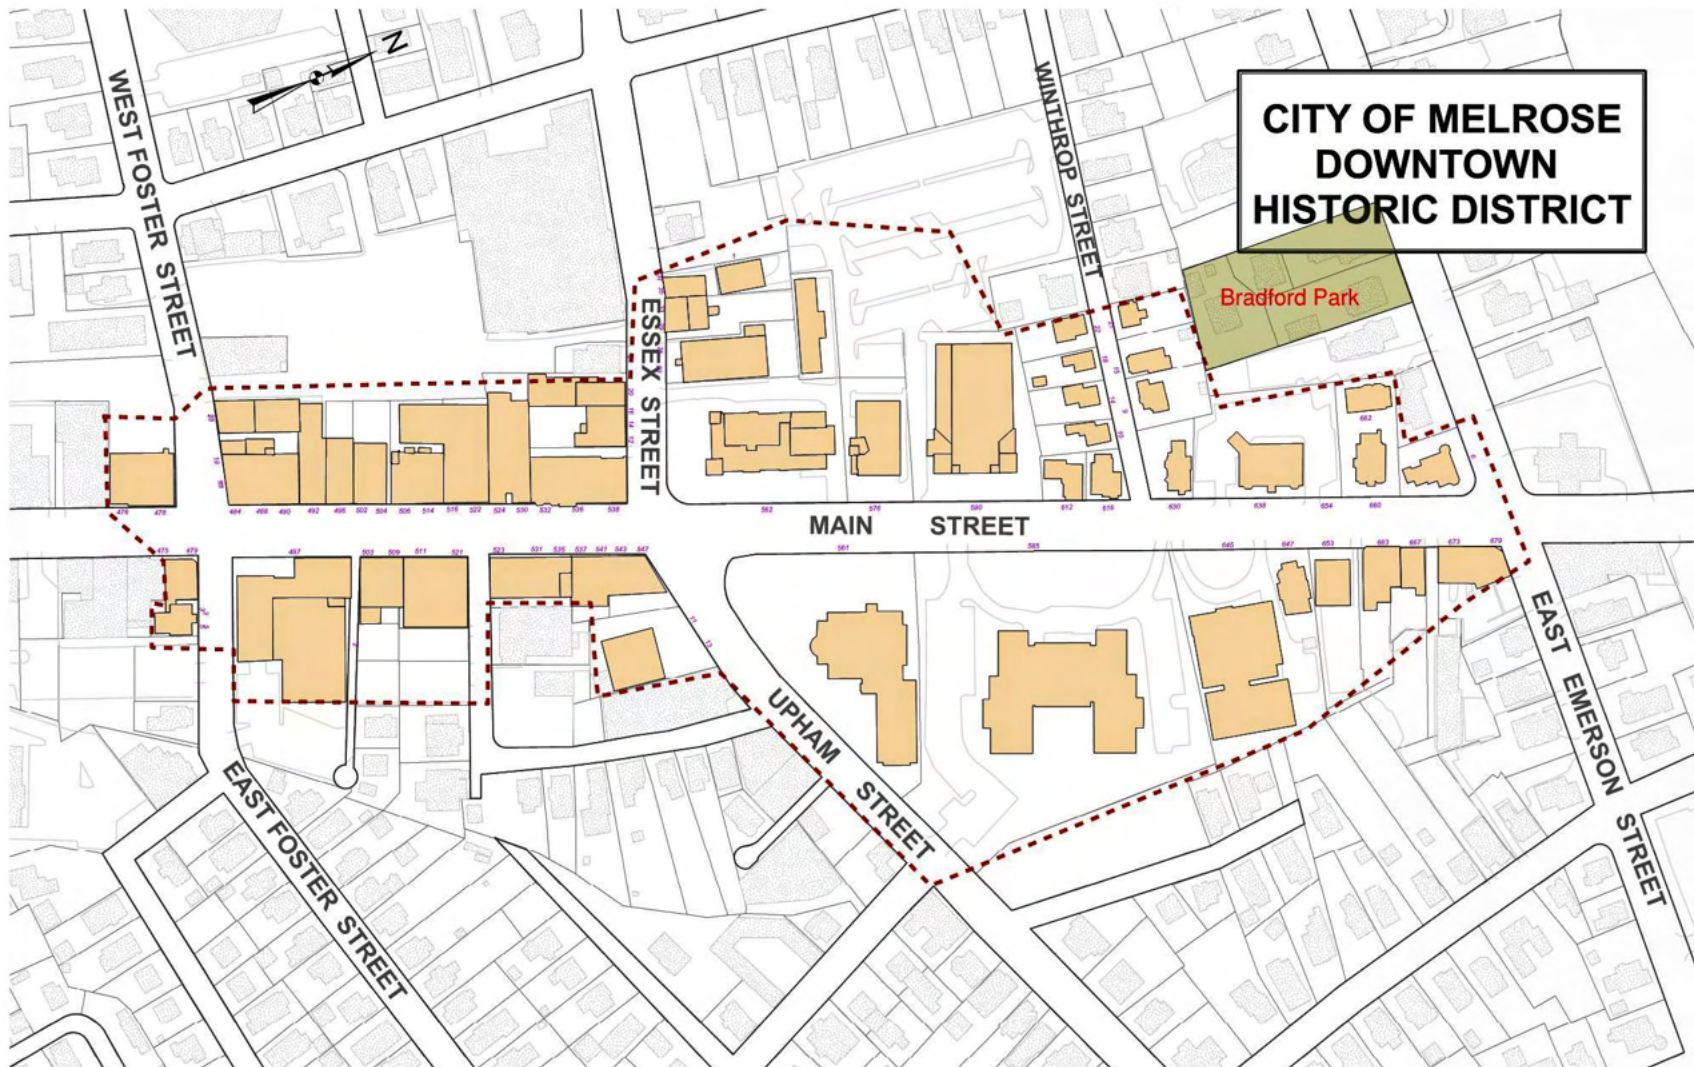 N
CITY OF MELROSE
DOWNTOWN
HISTORIC DISTRICT
WEST FOSTER STREET
WINTHROP STREET
Bradford Park
ESSEX STREET
662
476 478
484 488 490 492 496 502 504 506 514 516 522 524 530 532 536 538
562 576 590 612 616 630 638 654 660
MAIN STREET
475 479 497 503 509 511 521 523 531 535 537 541 543 547
561 585 645 647 653 663 667 673 679
UPHAM STREET
EAST FOSTER STREET
EAST EMERSON STREET